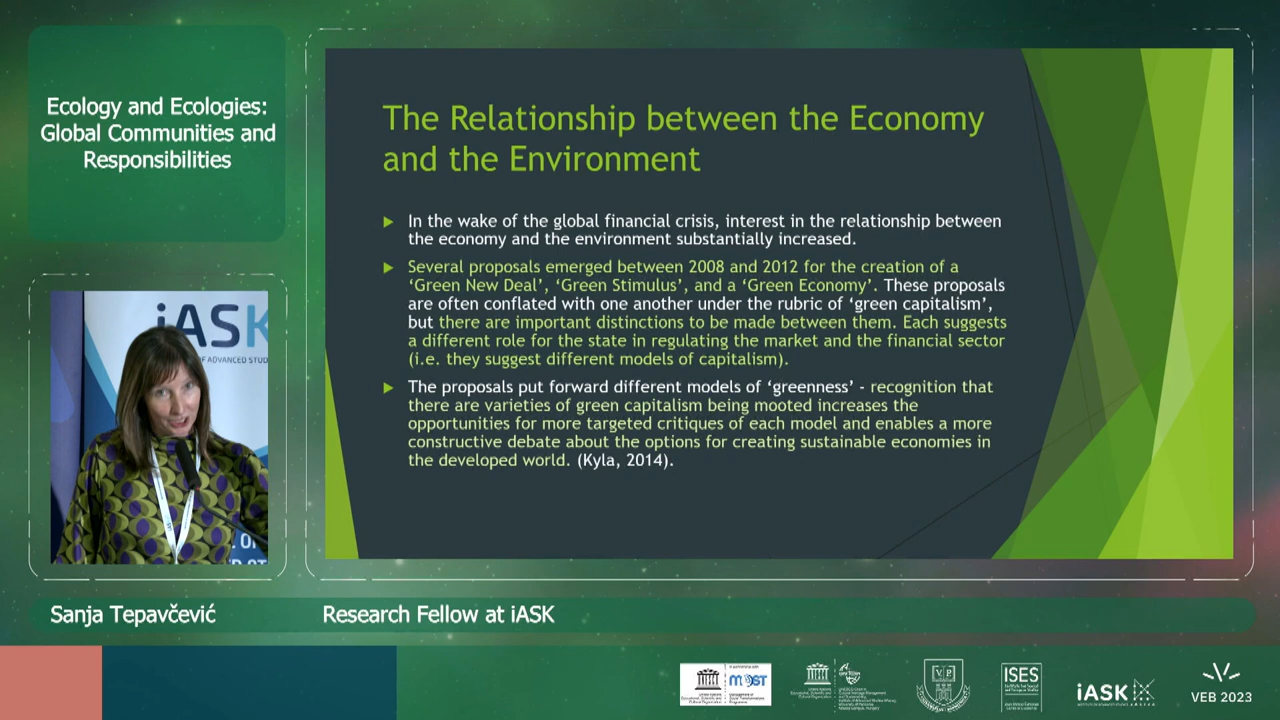 Ecology and Ecologies:
Global Communities and
Responsibilities
The Relationship between the Economy
and the Environment
In the wake of the global financial crisis, interest in the relationship between
the economy and the environment substantially increased.
Several proposals emerged between 2008 and 2012 for the creation of a
‘Green New Deal’, ‘Green Stimulus’, and a ‘Green Economy’. These proposals
are often conflated with one another under the rubric of ‘green capitalism’,
but there are important distinctions to be made between them. Each suggests
a different role for the state in regulating the market and the financial sector
(i.e. they suggest different models of capitalism).
The proposals put forward different models of ‘greenness’ - recognition that
there are varieties of green capitalism being mooted increases the
opportunities for more targeted critiques of each model and enables a more
constructive debate about the options for creating sustainable economies in
the developed world. (Kyla, 2014).
iASK
OF ADVANCED STUD
Sanja Tepavčević
Research Fellow at iASK
MOST
ISES
iASK
VEB 2023